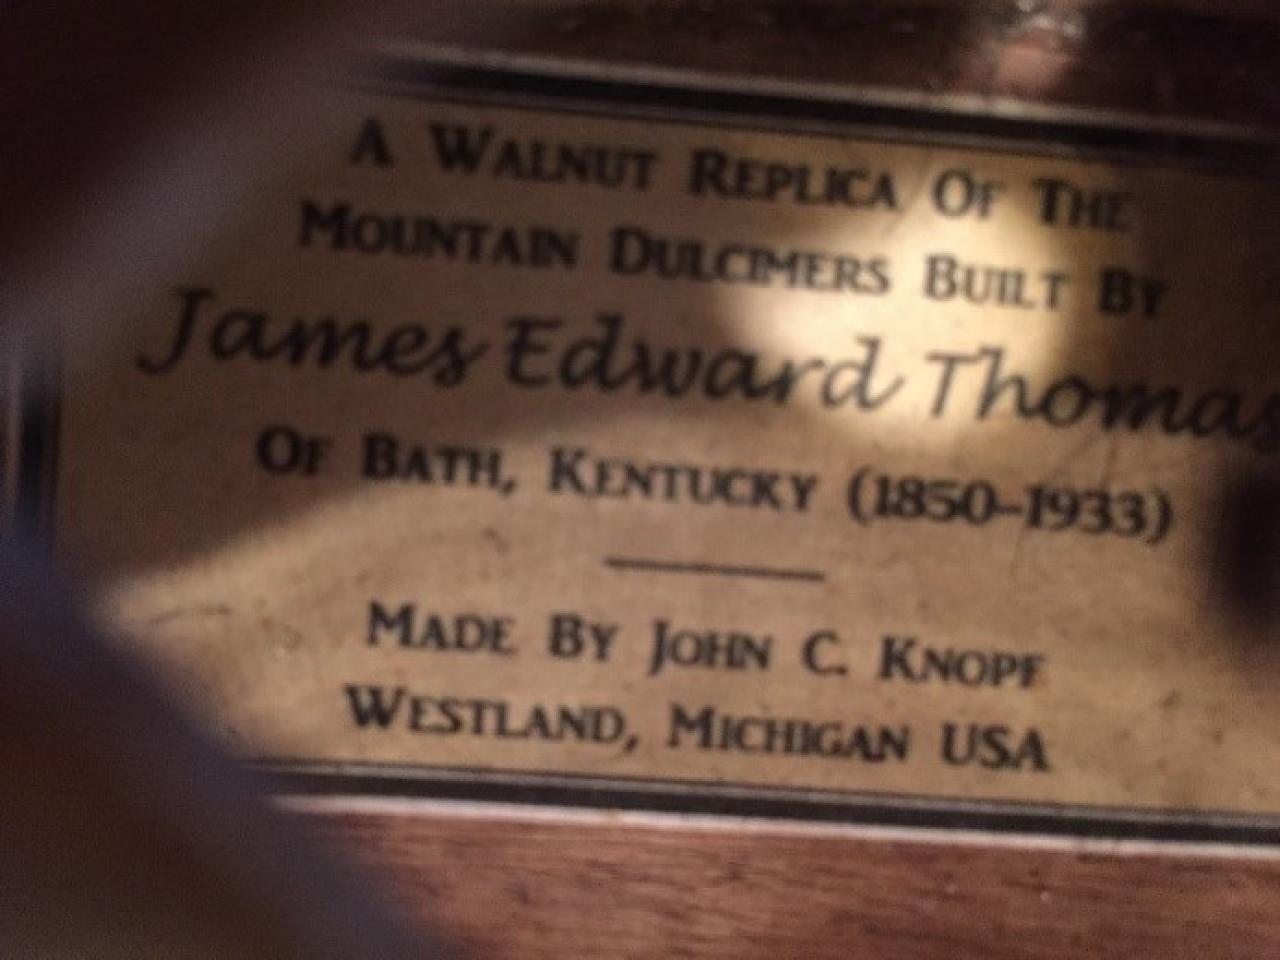 A WALNUT REPLICA OF THE
MOUNTAIN DULCIMERS BUILT BY
James Edward Thomas
OF BATH, KENTUCKY (1850-1933)
MADE BY JOHN C. KNOPF
WESTLAND, MICHIGAN USA